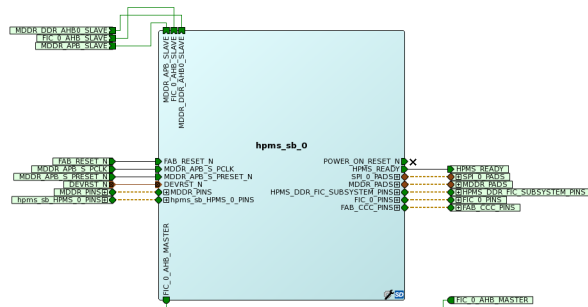 MDDR_DDR_AHB0_SLAVE
FIC_0_AHB_SLAVE
MDDR_APB_SLAVE
MDDR_APB_SLAVE
FIC_0_AHB_SLAVE
MDDR_DDR_AHB0_SLAVE
hpms_sb_0
FAB_RESET_N
MDDR_APB_S_PCLK
MDDR_APB_S_PRESET_N
DEVRST_N
MDDR_PINS
hpms_sb_HPMS_0_PINS
FAB_RESET_N
MDDR_APB_S_PCLK
MDDR_APB_S_PRESET_N
DEVRST_N
MDDR_PINS
hpms_sb_HPMS_0_PINS
POWER_ON_RESET_N
HPMS_READY
SPI_0_PADS
MDDR_PADS
HPMS_DDR_FIC_SUBSYSTEM_PINS
FIC_0_PINS
FAB_CCC_PINS
HPMS_READY
SPI_0_PADS
MDDR_PADS
HPMS_DDR_FIC_SUBSYSTEM_PINS
FIC_0_PINS
FAB_CCC_PINS
FIC_0_AHB_MASTER
SD
FIC_0_AHB_MASTER